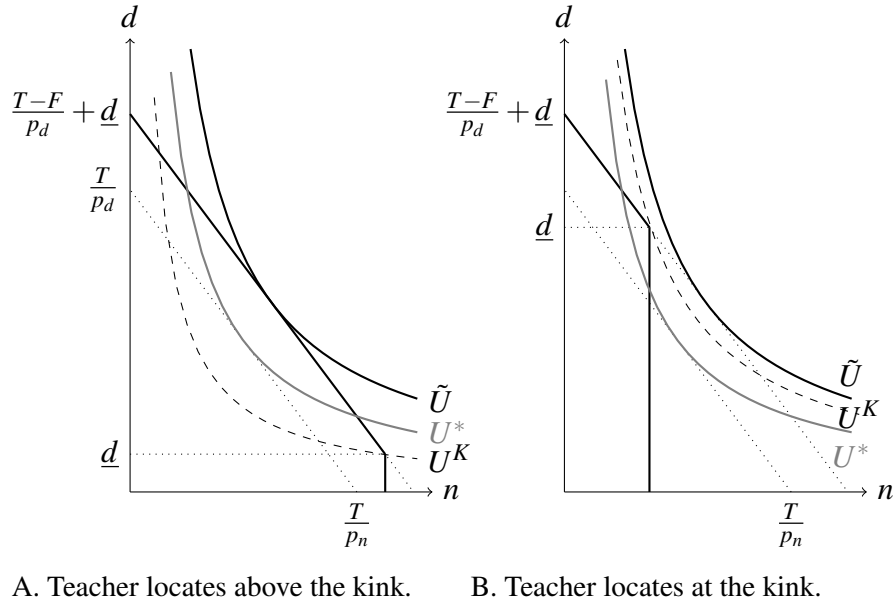 d
d
T−F/p_d + d
T−F/p_d + d
T/p_d
d
Ũ
Ũ
U^K
U*
U*
d
U^K
n
n
T/p_n
T/p_n
A. Teacher locates above the kink.
B. Teacher locates at the kink.